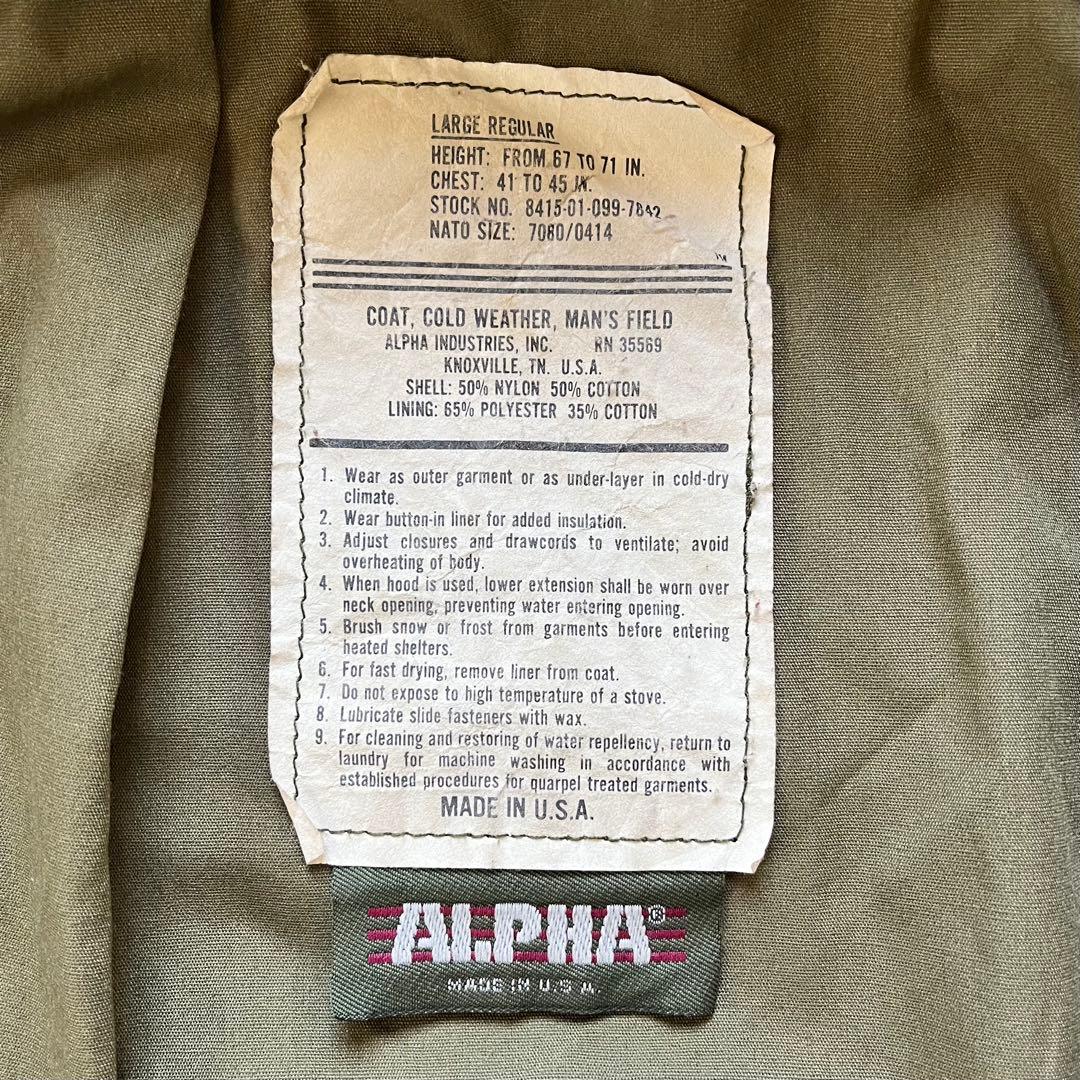 LARGE REGULAR
HEIGHT: FROM 67 TO 71 IN.
CHEST: 41 TO 45 IN.
STOCK NO. 8415-01-099-7842
NATO SIZE: 7080/0414
COAT, COLD WEATHER, MAN'S FIELD
ALPHA INDUSTRIES, INC. RN 35569
KNOXVILLE, TN. U.S.A.
SHELL: 50% NYLON 50% COTTON
LINING: 65% POLYESTER 35% COTTON
1. Wear as outer garment or as under-layer in cold-dry
climate.
2. Wear button-in liner for added insulation.
3. Adjust closures and drawcords to ventilate; avoid
overheating of body.
4. When hood is used, lower extension shall be worn over
neck opening, preventing water entering opening.
5. Brush snow or frost from garments before entering
heated shelters.
6. For fast drying, remove liner from coat.
7. Do not expose to high temperature of a stove.
8. Lubricate slide fasteners with wax.
9. For cleaning and restoring of water repellency, return to
laundry for machine washing in accordance with
established procedures for quarpel treated garments.
MADE IN U.S.A.
ALPHA®
MADE IN U.S.A.